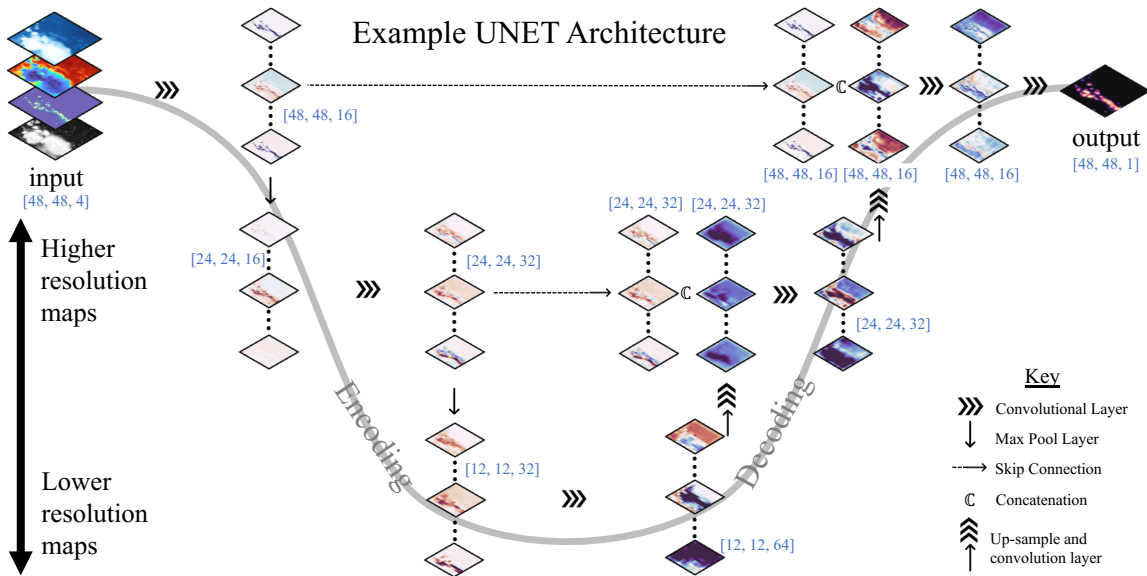 Example UNET Architecture
input
[48, 48, 4]
[48, 48, 16]
[48, 48, 16]
[48, 48, 16]
[48, 48, 16]
output
[48, 48, 1]
Higher
resolution
maps
[24, 24, 16]
[24, 24, 32]
[24, 24, 32]
[24, 24, 32]
[24, 24, 32]
ℂ
ℂ
Encoding
Decoding
Lower
resolution
maps
[12, 12, 32]
[12, 12, 64]
Key
Convolutional Layer
Max Pool Layer
Skip Connection
ℂ Concatenation
Up-sample and
convolution layer